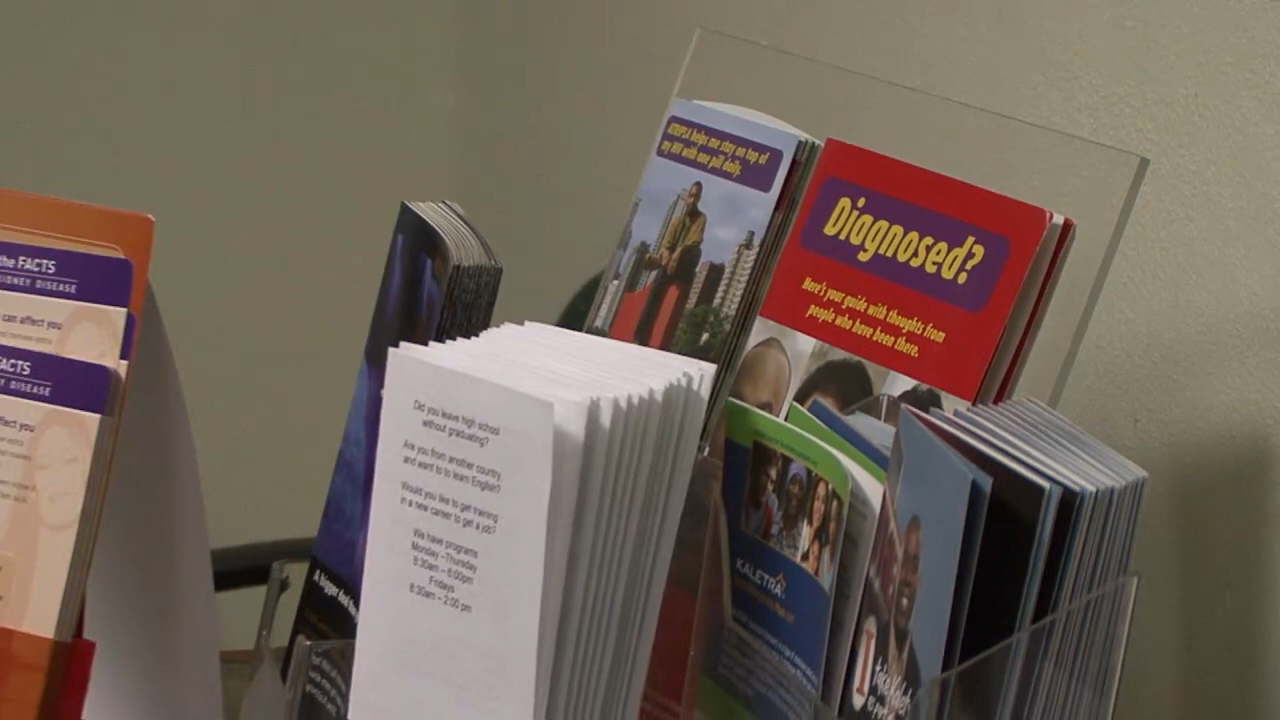 the FACTS
KIDNEY DISEASE
can affect you
FACTS
DISEASE
affect you
A bigger
Did you leave high school
without graduating?
Are you from another country,
and want to to learn English?
Would you like to get training
in a new career to get a job?
We have programs
Monday –Thursday
8:30am – 8:00pm
Fridays
8:30am – 2:00 pm
ATRIPLA helps me stay on top of
my HIV with one pill daily.
Diagnosed?
Here's your guide with thoughts from
people who have been there.
KALETRA
I